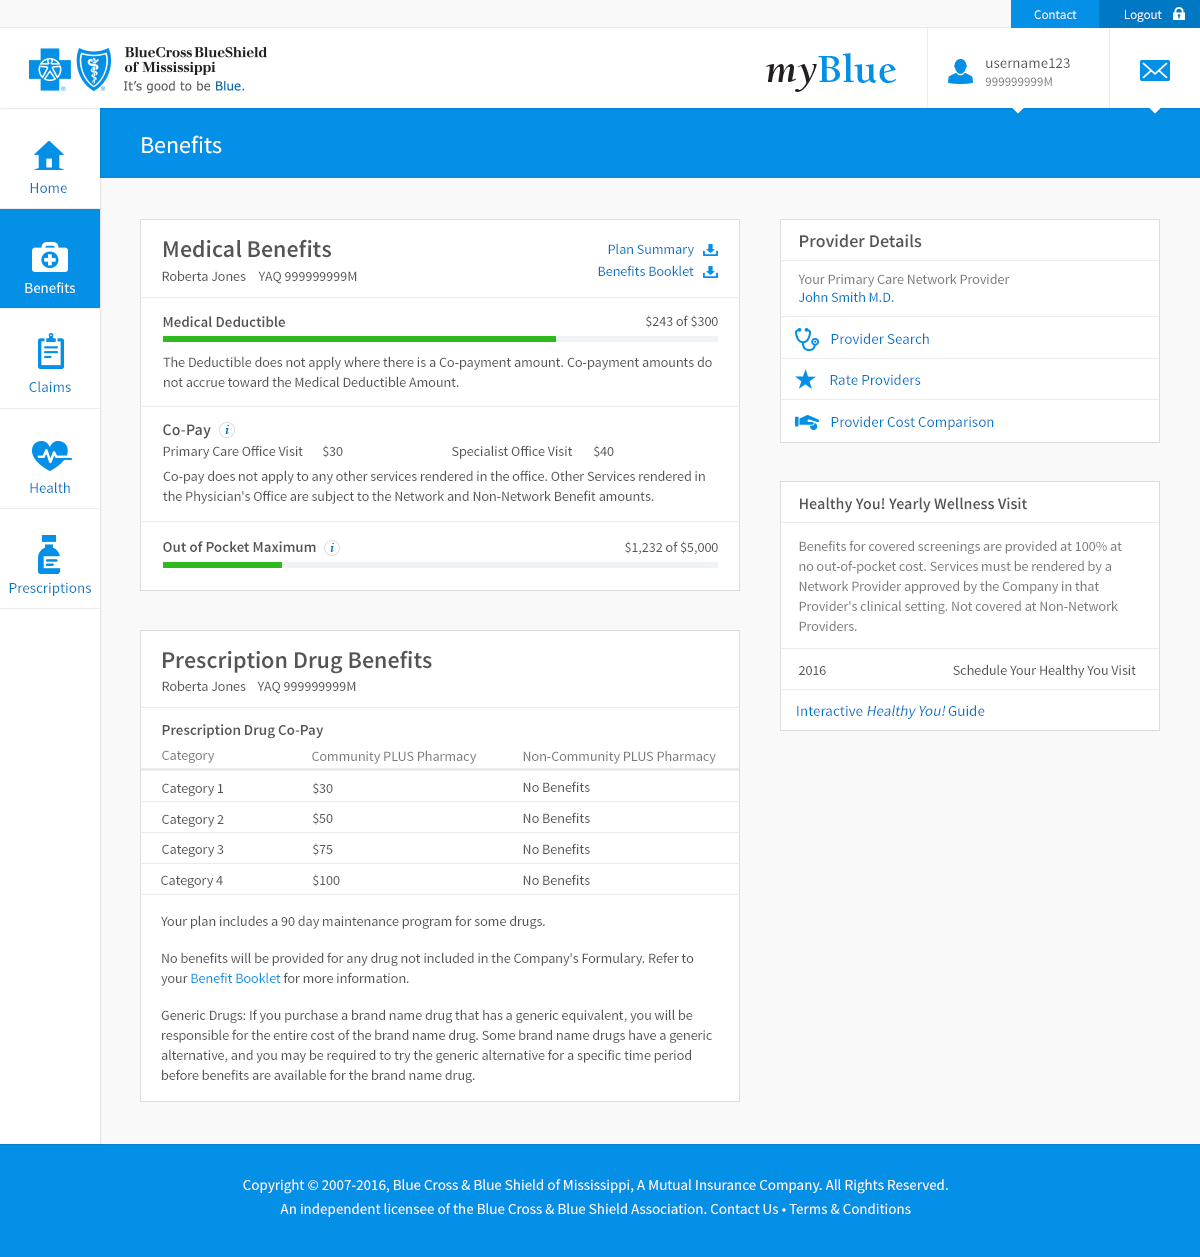 Contact
Logout
BlueCross BlueShield
of Mississippi
It's good to be Blue.
myBlue
username123
999999999M
Home
Benefits
Claims
Health
Prescriptions
Benefits
Medical Benefits
Roberta Jones YAQ 999999999M
Plan Summary
Benefits Booklet
Medical Deductible
$243 of $300
The Deductible does not apply where there is a Co-payment amount. Co-payment amounts do
not accrue toward the Medical Deductible Amount.
Co-Pay i
Primary Care Office Visit $30 Specialist Office Visit $40
Co-pay does not apply to any other services rendered in the office. Other Services rendered in
the Physician's Office are subject to the Network and Non-Network Benefit amounts.
Out of Pocket Maximum i
$1,232 of $5,000
Prescription Drug Benefits
Roberta Jones YAQ 999999999M
Prescription Drug Co-Pay
Category Community PLUS Pharmacy Non-Community PLUS Pharmacy
Category 1 $30 No Benefits
Category 2 $50 No Benefits
Category 3 $75 No Benefits
Category 4 $100 No Benefits
Your plan includes a 90 day maintenance program for some drugs.
No benefits will be provided for any drug not included in the Company's Formulary. Refer to
your Benefit Booklet for more information.
Generic Drugs: If you purchase a brand name drug that has a generic equivalent, you will be
responsible for the entire cost of the brand name drug. Some brand name drugs have a generic
alternative, and you may be required to try the generic alternative for a specific time period
before benefits are available for the brand name drug.
Provider Details
Your Primary Care Network Provider
John Smith M.D.
Provider Search
Rate Providers
Provider Cost Comparison
Healthy You! Yearly Wellness Visit
Benefits for covered screenings are provided at 100% at
no out-of-pocket cost. Services must be rendered by a
Network Provider approved by the Company in that
Provider's clinical setting. Not covered at Non-Network
Providers.
2016 Schedule Your Healthy You Visit
Interactive Healthy You! Guide
Copyright © 2007-2016, Blue Cross & Blue Shield of Mississippi, A Mutual Insurance Company. All Rights Reserved.
An independent licensee of the Blue Cross & Blue Shield Association. Contact Us • Terms & Conditions